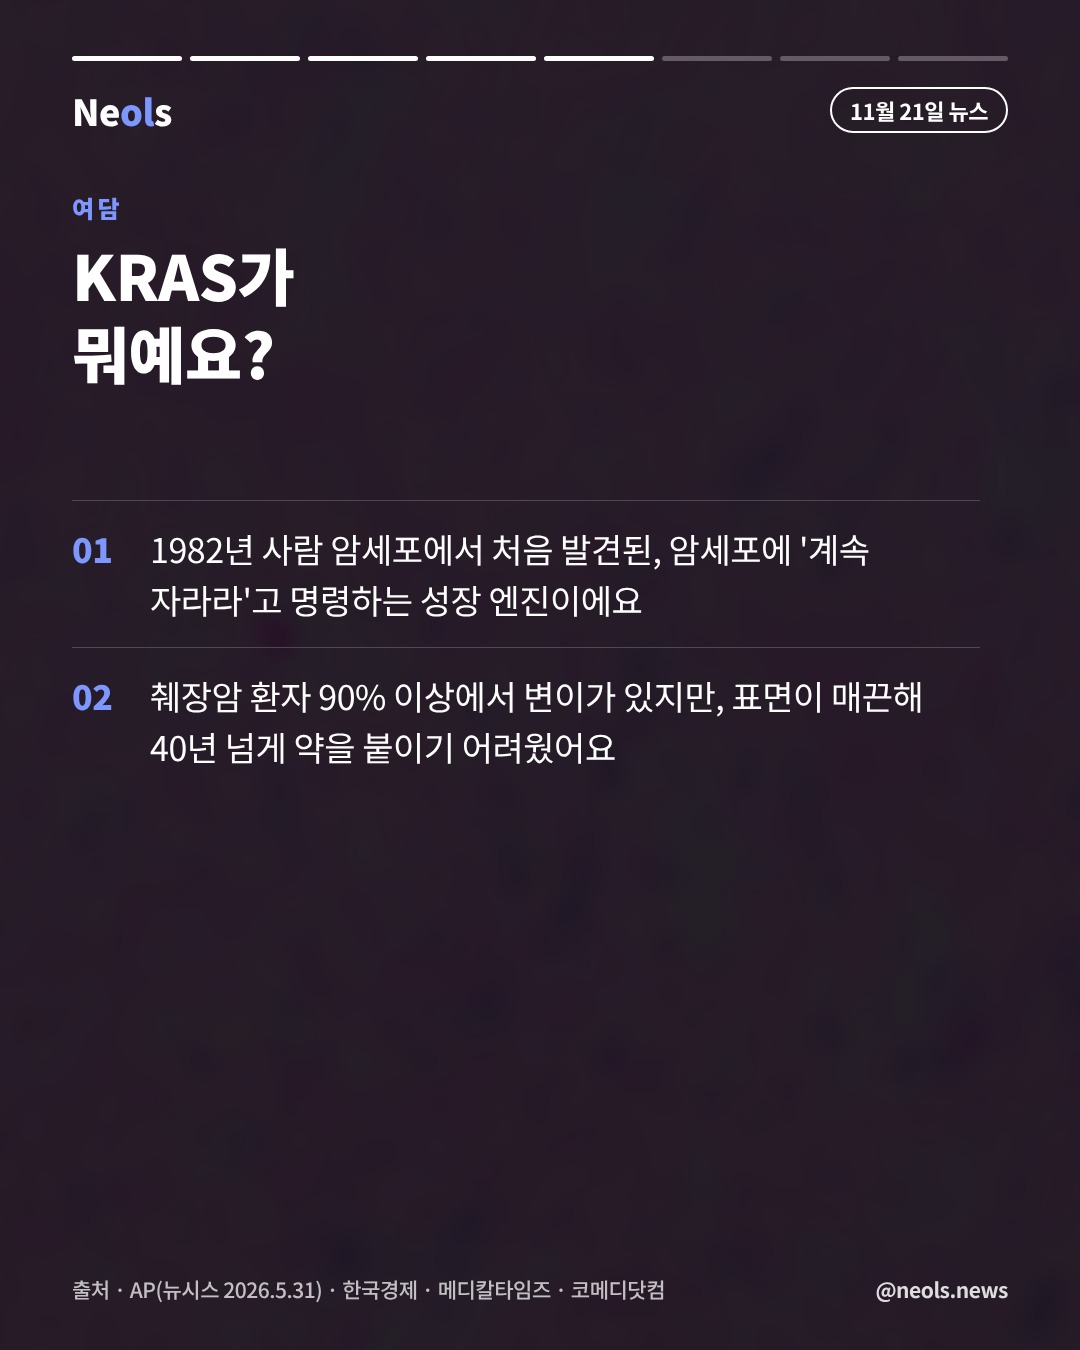 Neols
11월 21일 뉴스
여담
KRAS가
뭐예요?
01 1982년 사람 암세포에서 처음 발견된, 암세포에 '계속
자라라'고 명령하는 성장 엔진이에요
02 췌장암 환자 90% 이상에서 변이가 있지만, 표면이 매끈해
40년 넘게 약을 붙이기 어려웠어요
출처 · AP(뉴시스 2026.5.31) · 한국경제 · 메디칼타임즈 · 코메디닷컴
@neols.news